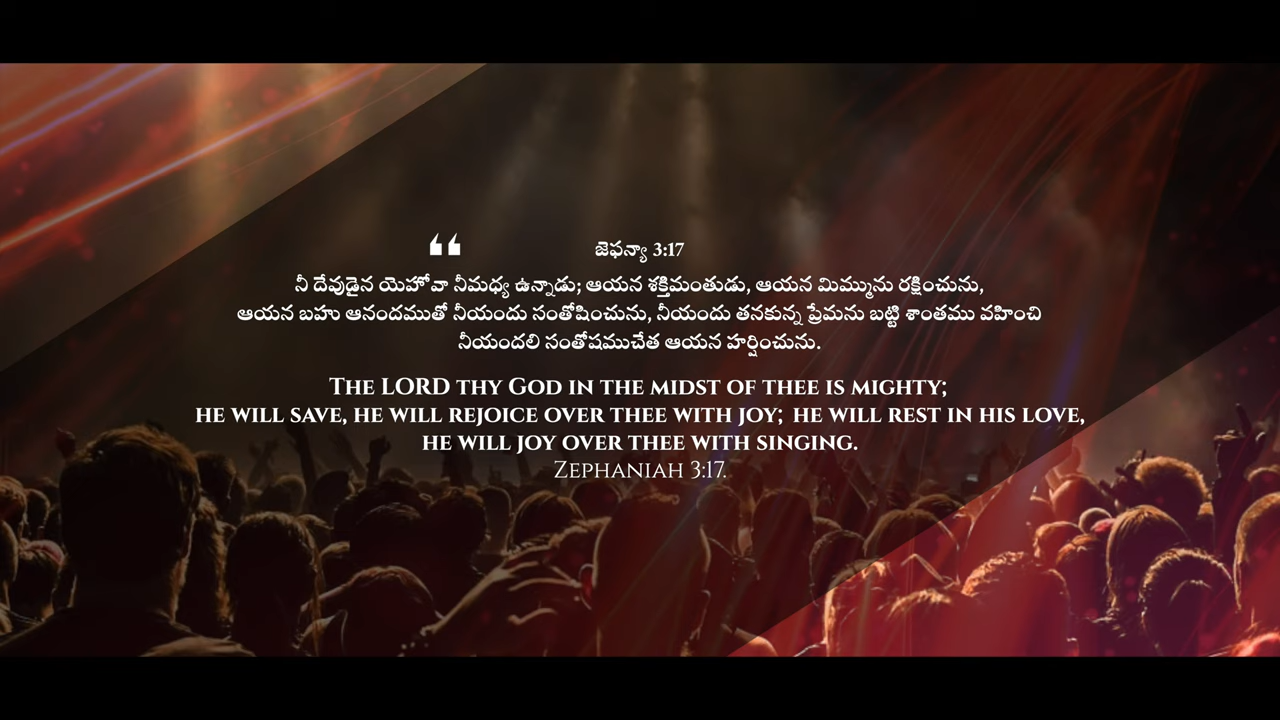 ❝ జెఫన్యా 3:17
నీ దేవుడైన యెహోవా నీమధ్య ఉన్నాడు; ఆయన శక్తిమంతుడు, ఆయన మిమ్మును రక్షించును,
ఆయన బహు ఆనందముతో నీయందు సంతోషించును, నీయందు తనకున్న ప్రేమను బట్టి శాంతము వహించి
నీయందలి సంతోషముచేత ఆయన హర్షించును.
The LORD thy God in the midst of thee is mighty;
he will save, he will rejoice over thee with joy; he will rest in his love,
he will joy over thee with singing.
Zephaniah 3:17.